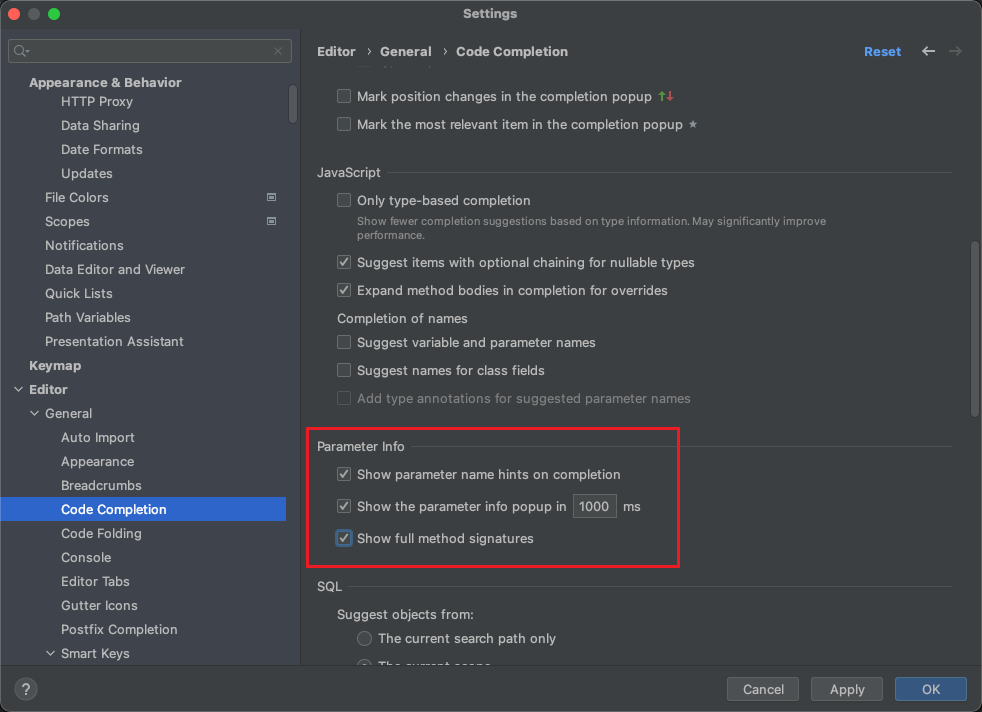 Settings
Appearance & Behavior
HTTP Proxy
Data Sharing
Date Formats
Updates
File Colors
Scopes
Notifications
Data Editor and Viewer
Quick Lists
Path Variables
Presentation Assistant
Keymap
Editor
General
Auto Import
Appearance
Breadcrumbs
Code Completion
Code Folding
Console
Editor Tabs
Gutter Icons
Postfix Completion
Smart Keys
Editor › General › Code Completion
Reset
Mark position changes in the completion popup
Mark the most relevant item in the completion popup
JavaScript
Only type-based completion
Show fewer completion suggestions based on type information. May significantly improve
performance.
Suggest items with optional chaining for nullable types
Expand method bodies in completion for overrides
Completion of names
Suggest variable and parameter names
Suggest names for class fields
Add type annotations for suggested parameter names
Parameter Info
Show parameter name hints on completion
Show the parameter info popup in 1000 ms
Show full method signatures
SQL
Suggest objects from:
The current search path only
The current scope
?
Cancel
Apply
OK